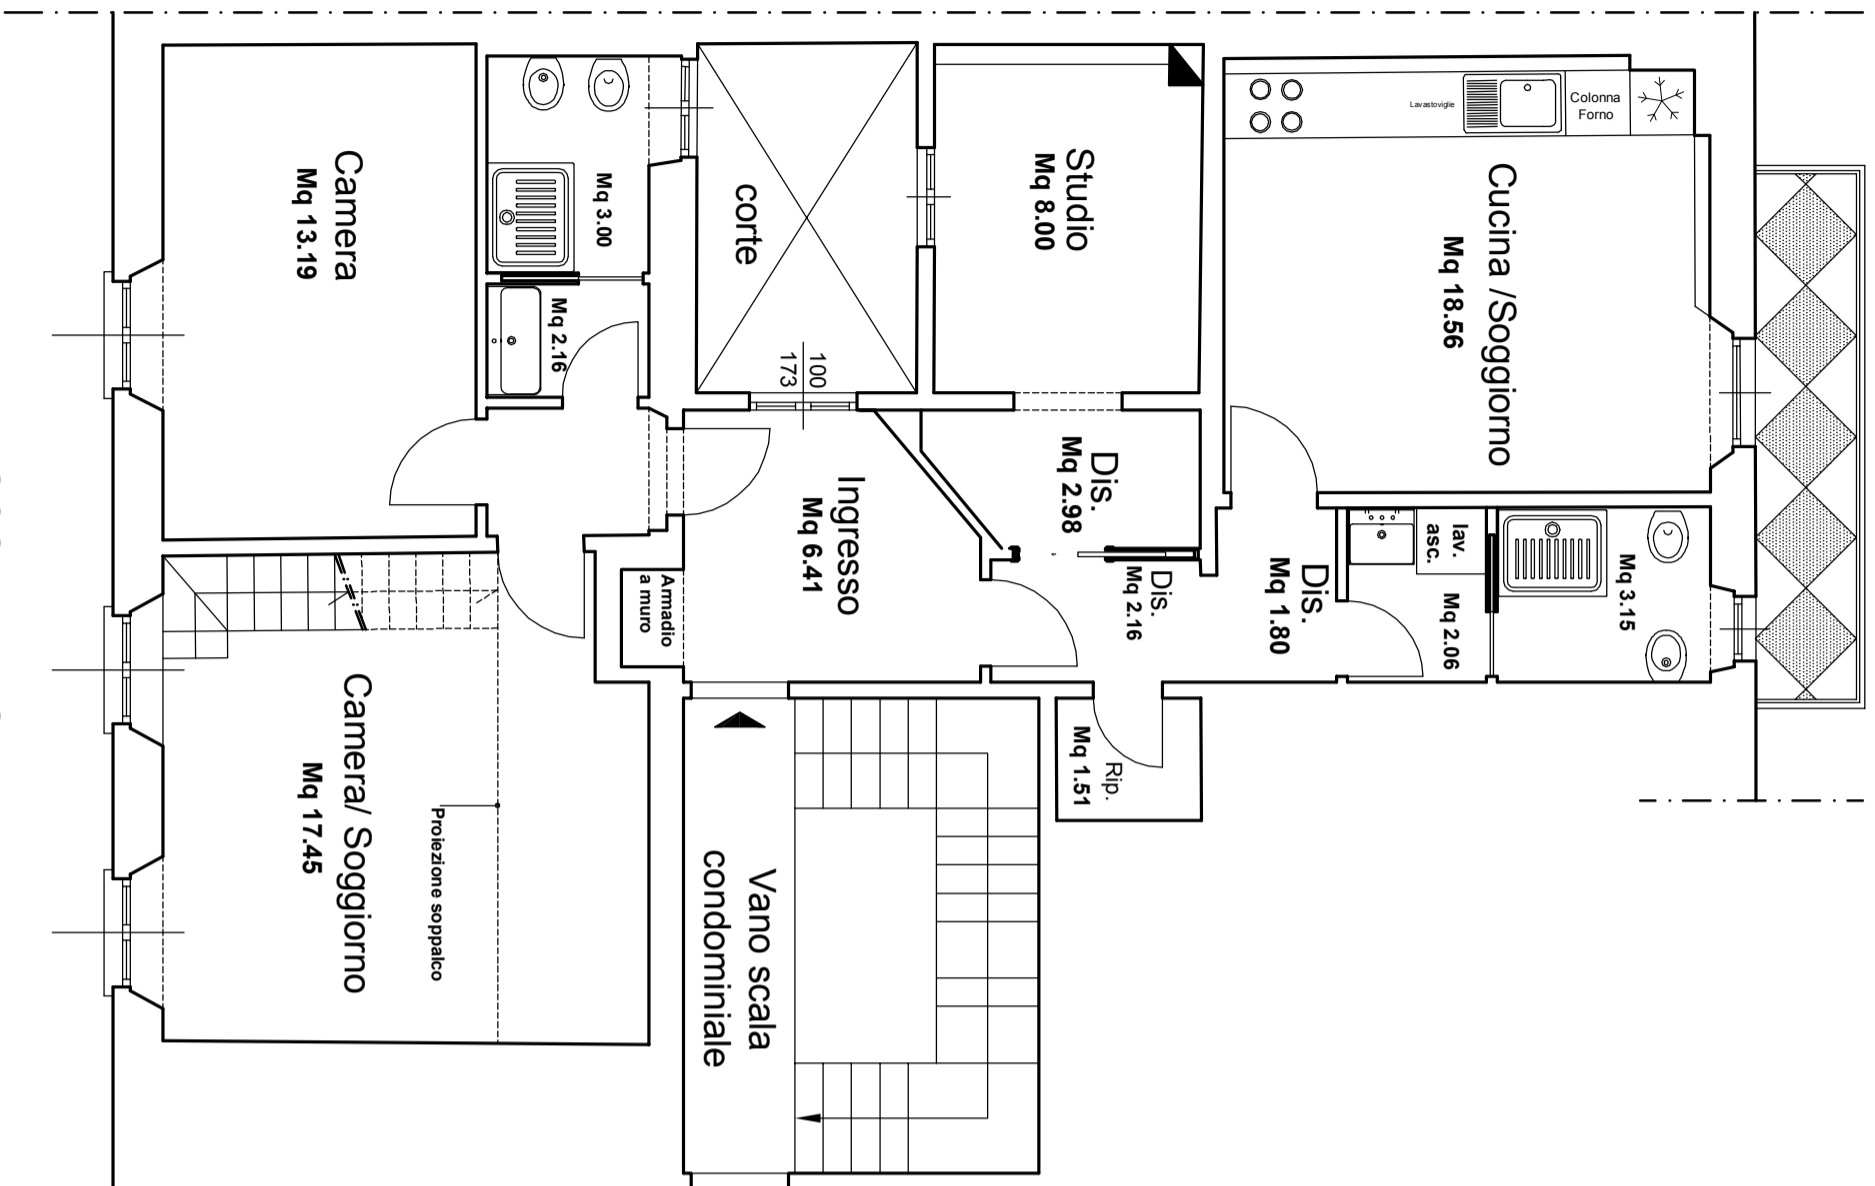 Camera
Mq 13.19
Mq 3.00
Mq 2.16
corte
100
173
Studio
Mq 8.00
Cucina /Soggiorno
Mq 18.56
Lavastoviglie
Colonna
Forno
Dis.
Mq 2.98
Ingresso
Mq 6.41
Armadio
a muro
Dis.
Mq 2.16
Dis.
Mq 1.80
lav.
asc.
Mq 2.06
Mq 3.15
Rip.
Mq 1.51
Camera/ Soggiorno
Mq 17.45
Proiezione soppalco
Vano scala
condominiale